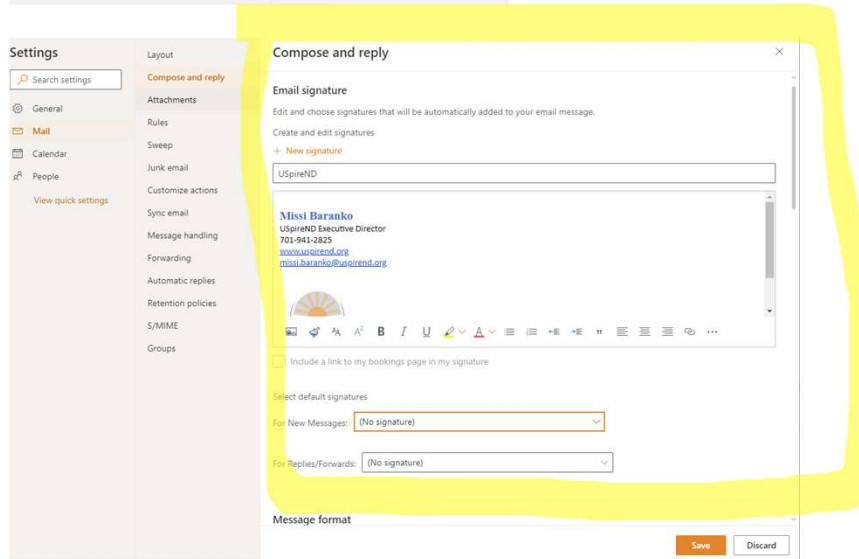 Settings
Search settings
General
Mail
Calendar
People
View quick settings
Layout
Compose and reply
Attachments
Rules
Sweep
Junk email
Customize actions
Sync email
Message handling
Forwarding
Automatic replies
Retention policies
S/MIME
Groups
Compose and reply
Email signature
Edit and choose signatures that will be automatically added to your email message.
Create and edit signatures
+ New signature
USpireND
Missi Baranko
USpireND Executive Director
701-941-2825
www.uspirend.org
missi.baranko@uspirend.org
Include a link to my bookings page in my signature
Select default signatures
For New Messages: (No signature)
For Replies/Forwards: (No signature)
Message format
Save Discard